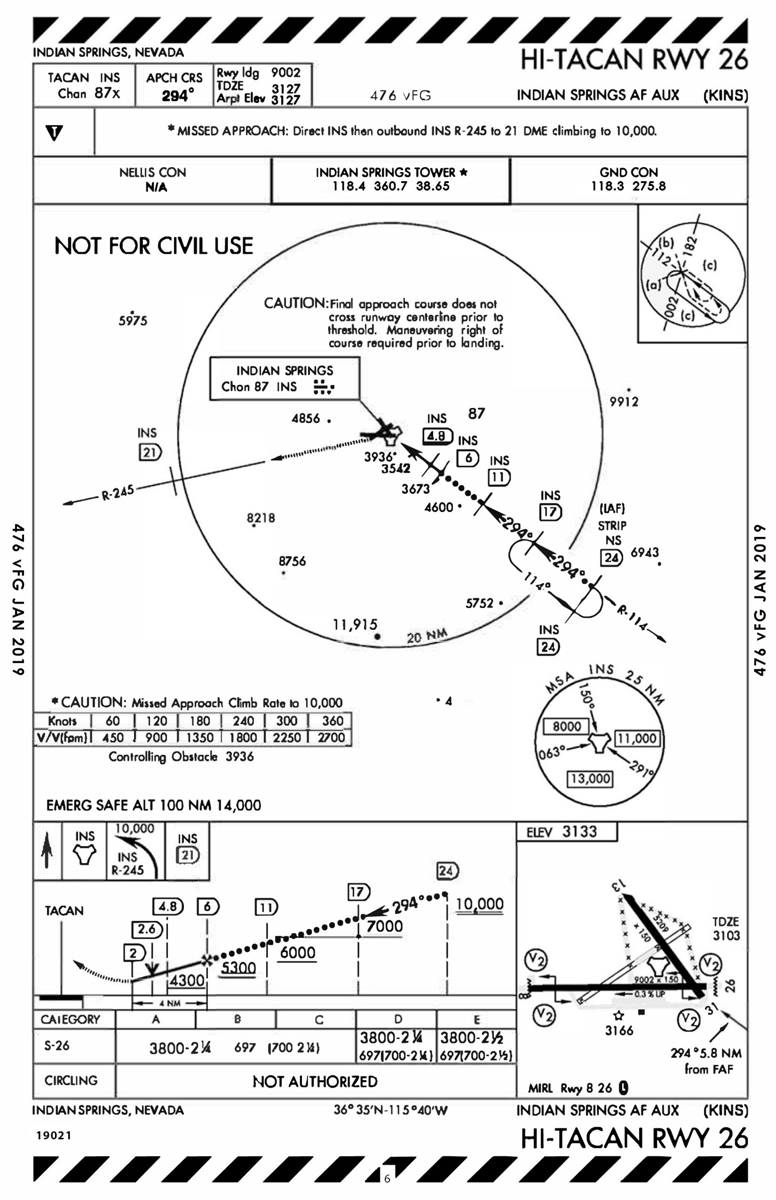 INDIAN SPRINGS, NEVADA
HI-TACAN RWY 26
TACAN INS
Chan 87x
APCH CRS
294°
Rwy ldg 9002
TDZE 3127
Arpt Elev 3127
476 vFG
INDIAN SPRINGS AF AUX (KINS)
T
* MISSED APPROACH: Direct INS then outbound INS R-245 to 21 DME climbing to 10,000.
NELLIS CON
N/A
INDIAN SPRINGS TOWER ★
118.4 360.7 38.65
GND CON
118.3 275.8
NOT FOR CIVIL USE
(b)
182
112
(c)
(a)
002
(c)
CAUTION: Final approach course does not
cross runway centerline prior to
threshold. Maneuvering right of
course required prior to landing.
5975
INDIAN SPRINGS
Chon 87 INS
9912
4856
INS
4.8
87
INS
21
INS
6
3936
3542
INS
11
3673
R-245
4600
INS
17
(LAF)
STRIP
NS
24
294°
8218
6943
294°
8756
114°
5752
R-114
11,915
20 NM
INS
24
476 vFG JAN 2019
476 vFG JAN 2019
MSA INS 25 NM
150°
8000
11,000
063°
291°
13,000
* CAUTION: Missed Approach Climb Rate to 10,000
4
Knots 60 120 180 240 300 360
V/V(fpm) 450 900 1350 1800 2250 2700
Controlling Obstacle 3936
EMERG SAFE ALT 100 NM 14,000
INS
10,000
INS
R-245
INS
21
ELEV 3133
24
TACAN
4.8
6
11
17
294°
10,000
2.6
7000
2
6000
5300
4300
4 NM
13
5209
x 150
TDZE
3103
V2
V2
9002 x 150
0.3 % UP
8
26
V2
V2
31
3166
294° 5.8 NM
from FAF
MIRL Rwy 8 26 L
CAIEGORY A B C D E
S-26 3800-2¼ 697 (700 2¼) 3800-2¼ 3800-2½
697(700-2¼) 697(700-2½)
CIRCLING NOT AUTHORIZED
INDIAN SPRINGS, NEVADA
36° 35'N-115° 40'W
INDIAN SPRINGS AF AUX (KINS)
19021
HI-TACAN RWY 26
6